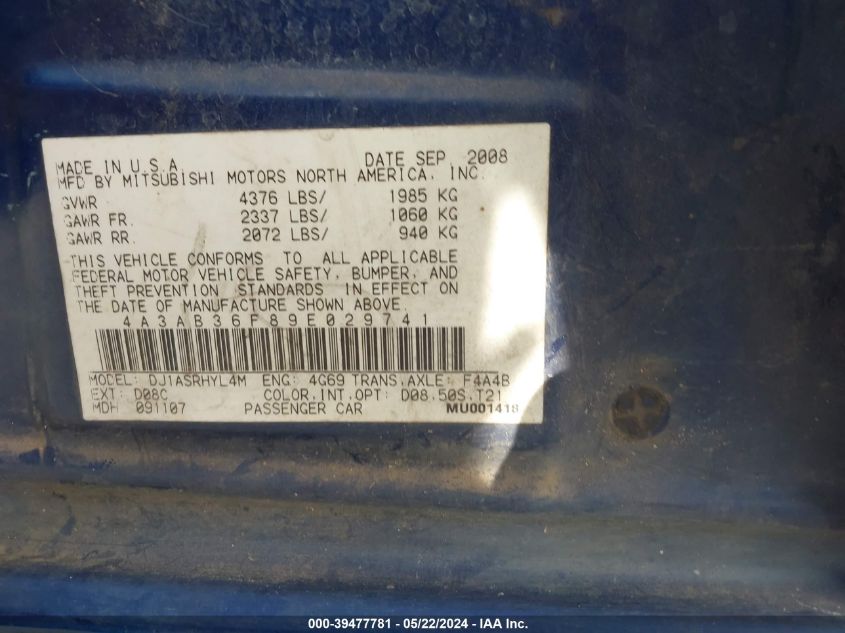 MADE IN U.S.A. DATE SEP. 2008
MFD BY MITSUBISHI MOTORS NORTH AMERICA. INC.
GVWR 4376 LBS/ 1985 KG
GAWR FR. 2337 LBS/ 1060 KG
GAWR RR. 2072 LBS/ 940 KG
THIS VEHICLE CONFORMS TO ALL APPLICABLE
FEDERAL MOTOR VEHICLE SAFETY, BUMPER, AND
THEFT PREVENTION STANDARDS IN EFFECT ON
THE DATE OF MANUFACTURE SHOWN ABOVE.
4A3AB36F89E029741
MODEL: DJ1ASRHYL4M ENG: 4G69 TRANS.AXLE: F4A4B
EXT: D08C COLOR.INT.OPT: D08.50S.T21
MDH 091107 PASSENGER CAR MU001418
000-39477781 - 05/22/2024 - IAA Inc.